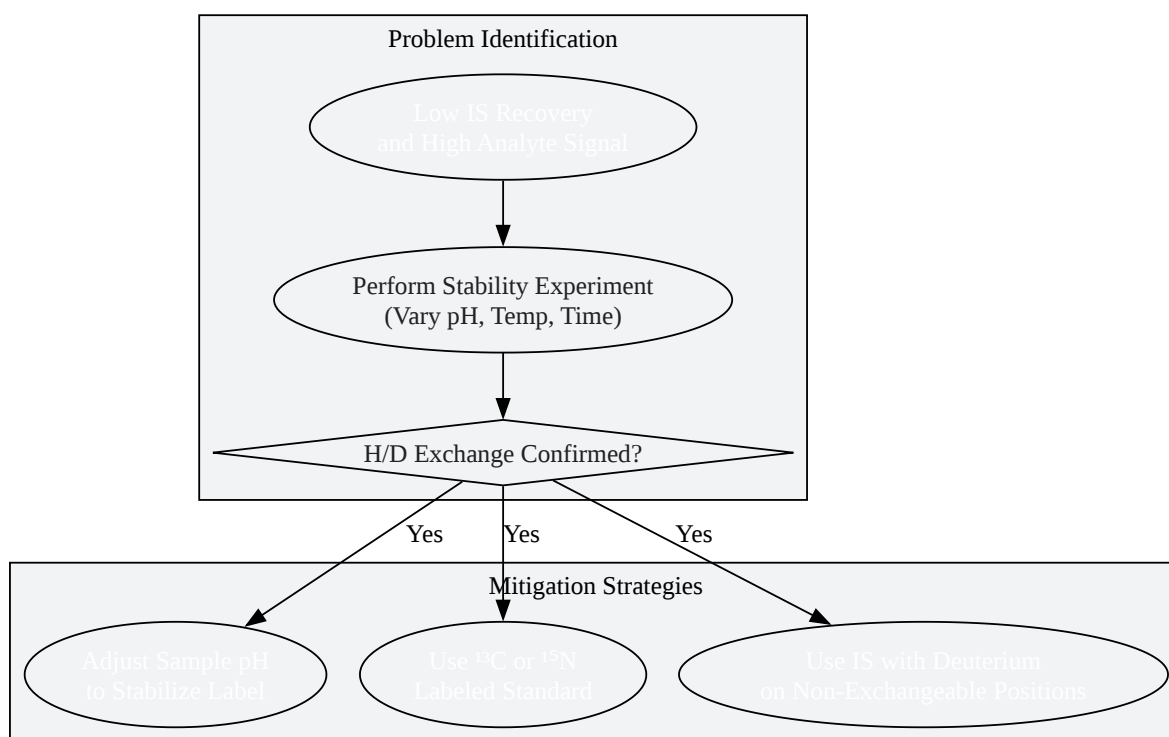 Problem Identification
Low IS Recovery
and High Analyte Signal
Perform Stability Experiment
(Vary pH, Temp, Time)
H/D Exchange Confirmed?
Yes
Yes
Yes
Mitigation Strategies
Adjust Sample pH
to Stabilize Label
Use ¹³C or ¹⁵N
Labeled Standard
Use IS with Deuterium
on Non-Exchangeable Positions